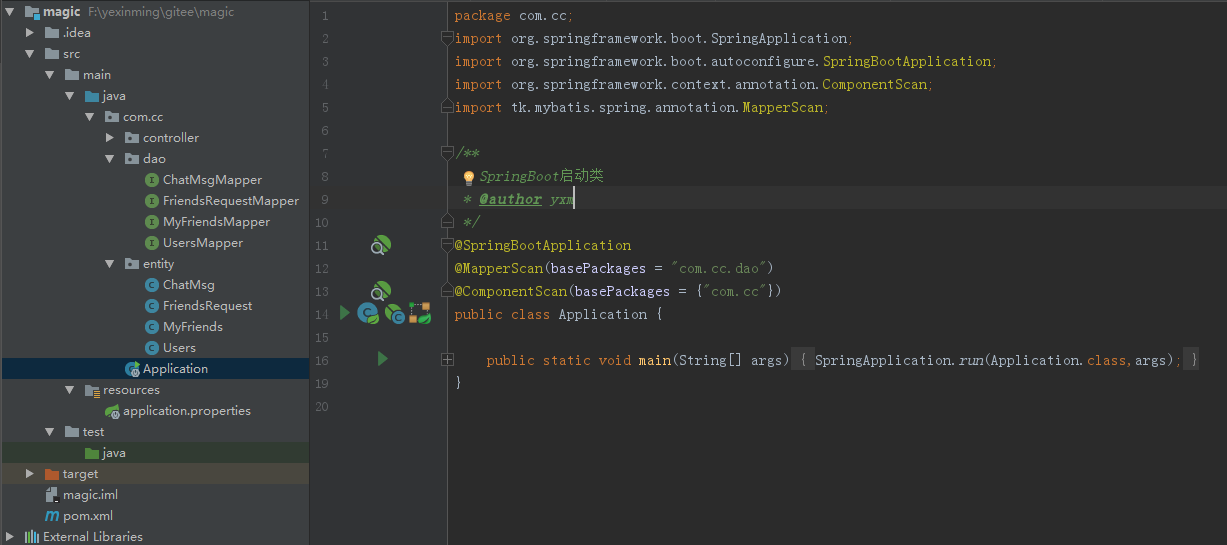 magic F:\yexinming\gitee\magic
.idea
src
main
java
com.cc
controller
dao
ChatMsgMapper
FriendsRequestMapper
MyFriendsMapper
UsersMapper
entity
ChatMsg
FriendsRequest
MyFriends
Users
Application
resources
application.properties
test
java
target
magic.iml
pom.xml
External Libraries
1 package com.cc;
2 import org.springframework.boot.SpringApplication;
3 import org.springframework.boot.autoconfigure.SpringBootApplication;
4 import org.springframework.context.annotation.ComponentScan;
5 import tk.mybatis.spring.annotation.MapperScan;
6
7 /**
8 SpringBoot启动类
9 * @author yxm
10 */
11 @SpringBootApplication
12 @MapperScan(basePackages = "com.cc.dao")
13 @ComponentScan(basePackages = {"com.cc"})
14 public class Application {
15
16 public static void main(String[] args) { SpringApplication.run(Application.class,args); }
19 }
20